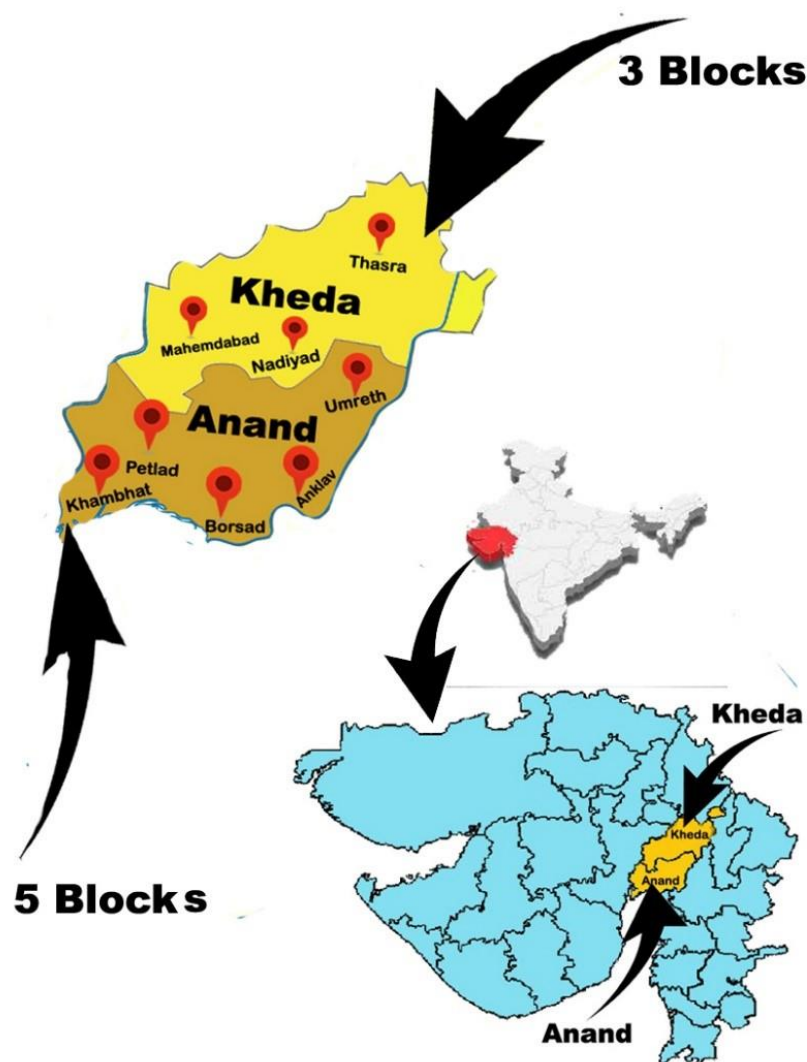 3 Blocks
Thasra
Kheda
Mahemdabad
Nadiyad
Umreth
Anand
Petlad
Khambhat
Anklav
Borsad
Kheda
Kheda
Anand
5 Blocks
Anand